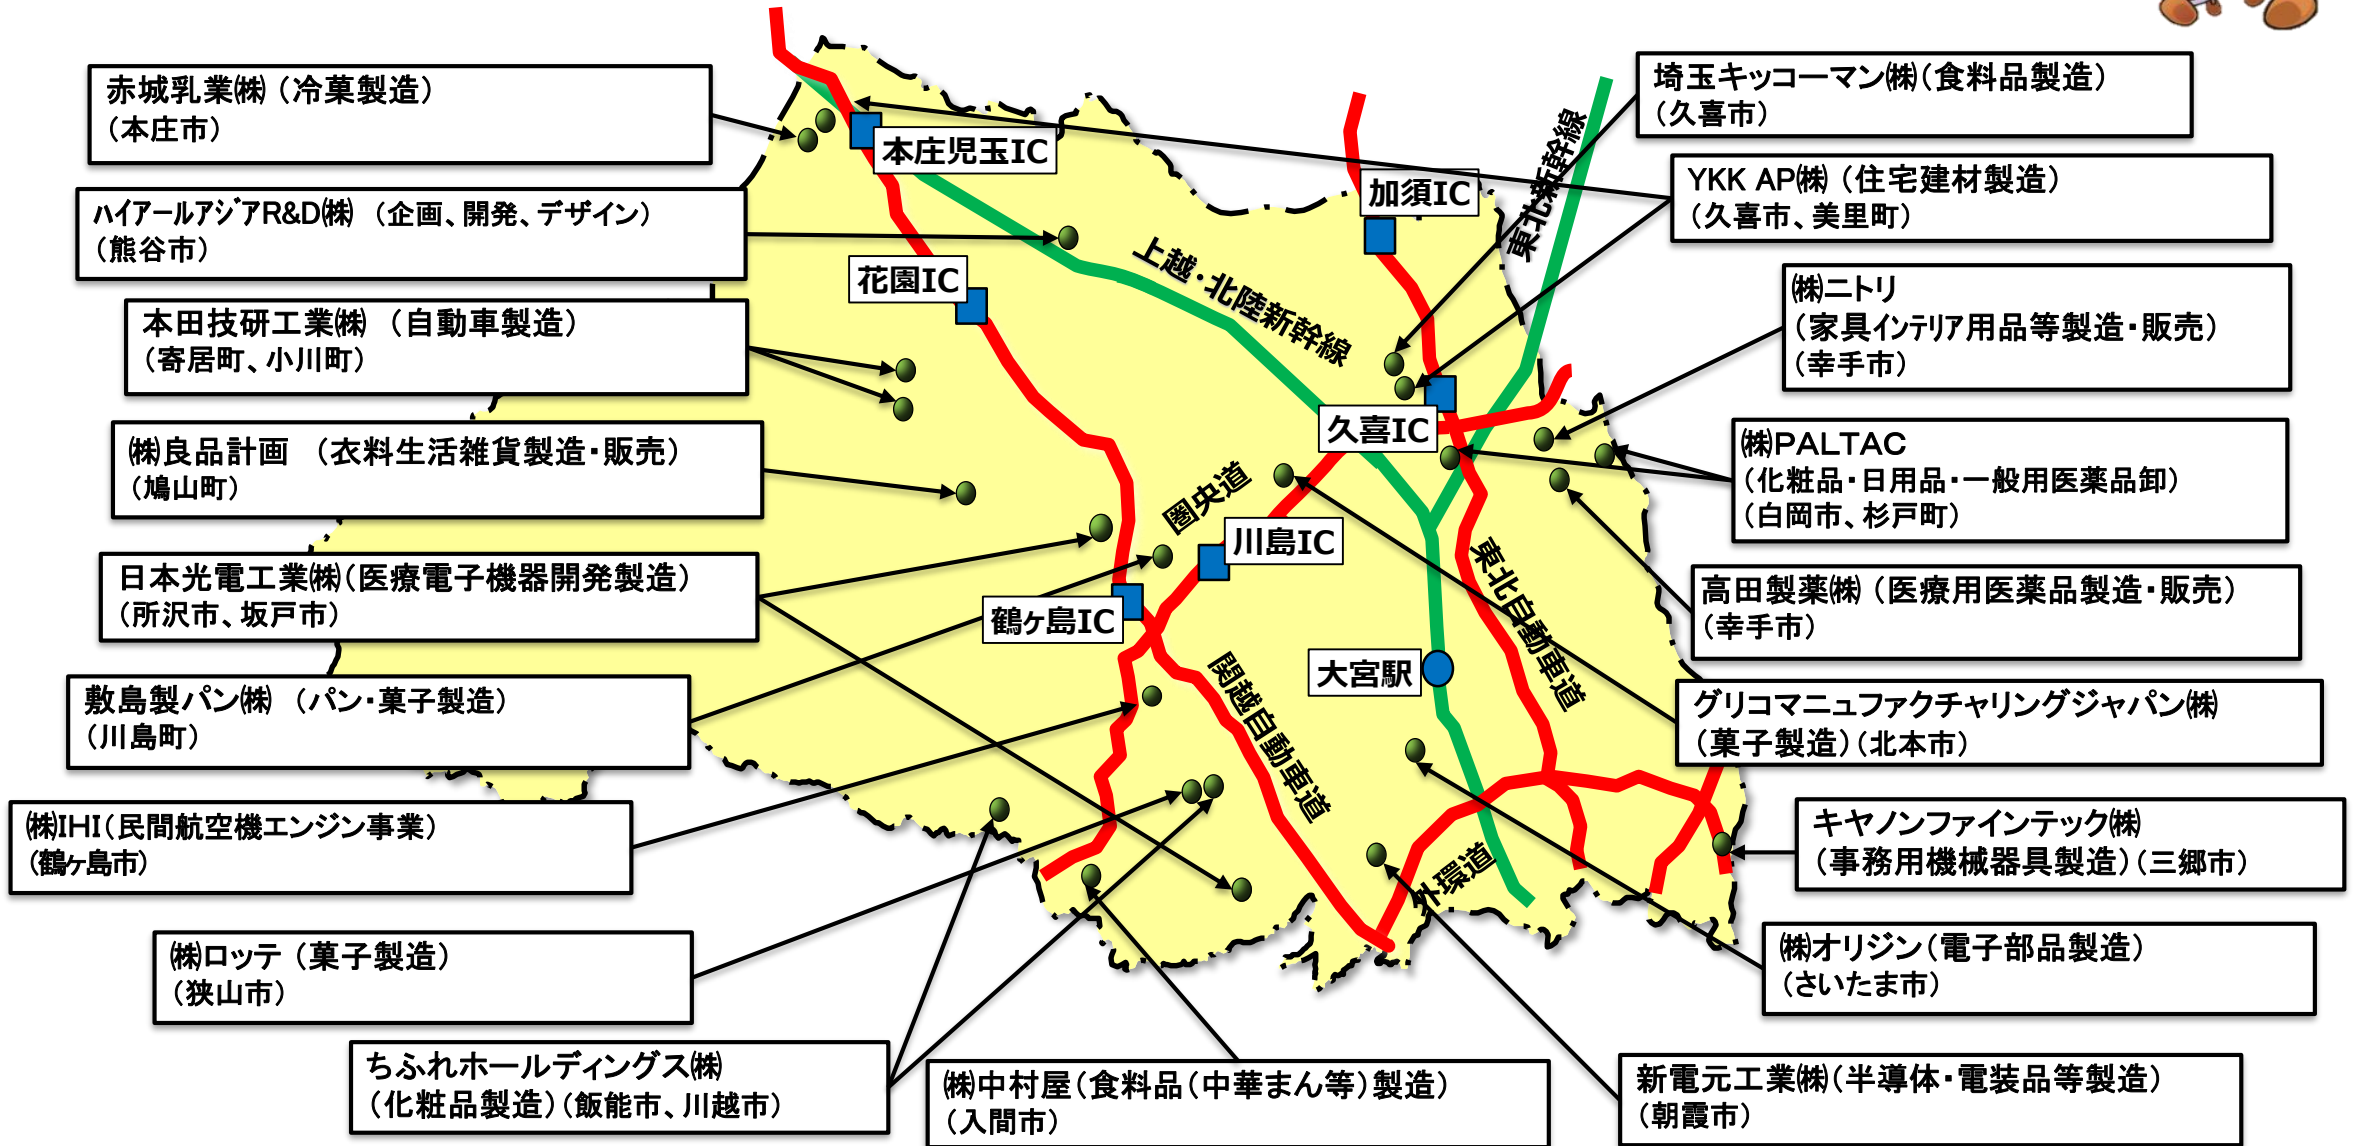 赤城乳業㈱（冷菓製造）
（本庄市）
ﾊｲｱｰﾙｱｼﾞｱR&D㈱　（企画、開発、デザイン）
（熊谷市）
本田技研工業㈱　（自動車製造）
（寄居町、小川町）
㈱良品計画　（衣料生活雑貨製造・販売）
（鳩山町）
日本光電工業㈱（医療電子機器開発製造）
（所沢市、坂戸市）
敷島製パン㈱　（パン・菓子製造）
（川島町）
㈱IHI（民間航空機エンジン事業）
（鶴ヶ島市）
㈱ロッテ（菓子製造）
（狭山市）
ちふれホールディングス㈱
（化粧品製造）（飯能市、川越市）
㈱中村屋（食料品（中華まん等）製造）
（入間市）
本庄児玉IC
花園IC
加須IC
久喜IC
川島IC
鶴ヶ島IC
大宮駅
上越・北陸新幹線
東北新幹線
圏央道
関越自動車道
東北自動車道
外環道
埼玉キッコーマン㈱（食料品製造）
（久喜市）
YKK AP㈱（住宅建材製造）
（久喜市、美里町）
㈱ニトリ
（家具ｲﾝﾃﾘｱ用品等製造・販売）
（幸手市）
㈱PALTAC
（化粧品・日用品・一般用医薬品卸）
（白岡市、杉戸町）
高田製薬㈱（医療用医薬品製造・販売）
（幸手市）
グリコマニュファクチャリングジャパン㈱
（菓子製造）（北本市）
キヤノンファインテック㈱
（事務用機械器具製造）（三郷市）
㈱オリジン（電子部品製造）
（さいたま市）
新電元工業㈱（半導体・電装品等製造）
（朝霞市）